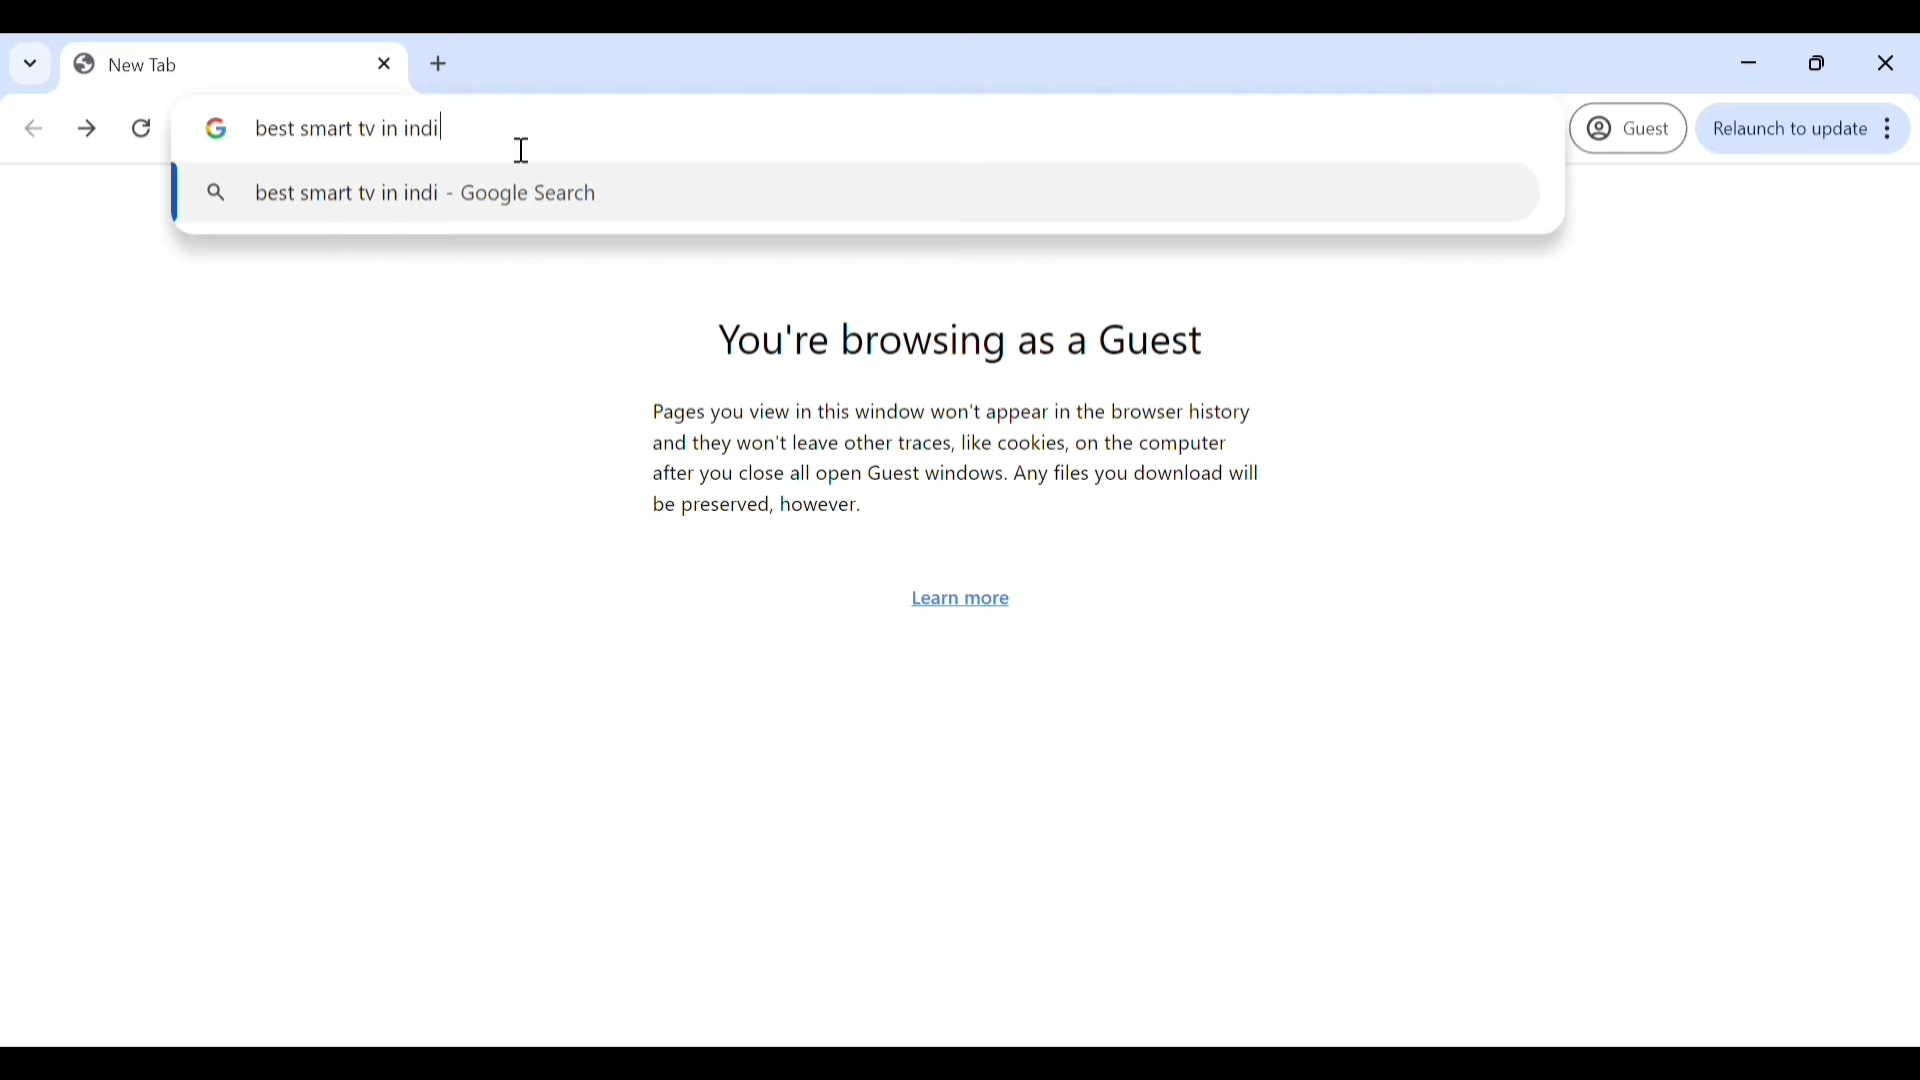 New Tab
best smart tv in indi
Guest
Relaunch to update
best smart tv in indi - Google Search
You're browsing as a Guest
Pages you view in this window won't appear in the browser history
and they won't leave other traces, like cookies, on the computer
after you close all open Guest windows. Any files you download will
be preserved, however.
Learn more